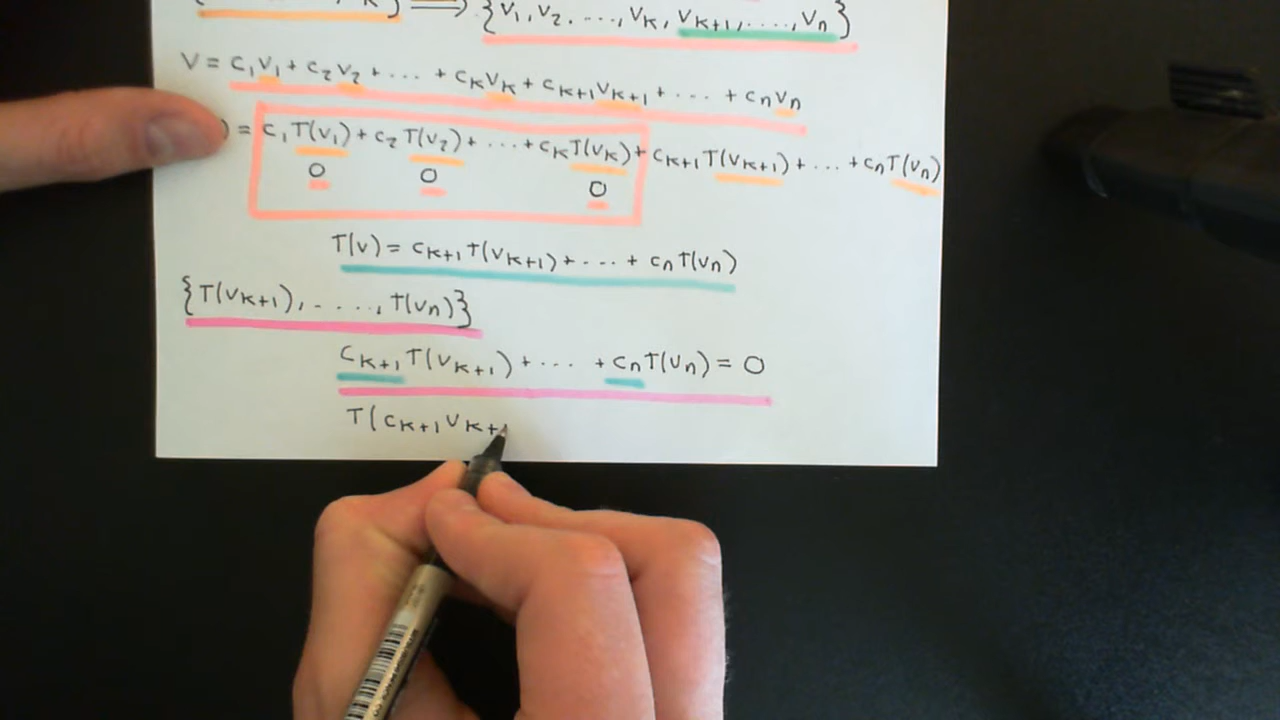 {v₁, v₂, ...., vₖ, vₖ₊₁, ...., vₙ}
v = c₁v₁ + c₂v₂ + .... + cₖvₖ + cₖ₊₁vₖ₊₁ + .... + cₙvₙ
) = c₁T(v₁) + c₂T(v₂) + .... + cₖT(vₖ) + cₖ₊₁T(vₖ₊₁) + .... + cₙT(vₙ)
0 0 0
T(v) = cₖ₊₁T(vₖ₊₁) + .... + cₙT(vₙ)
{T(vₖ₊₁), ....., T(vₙ)}
cₖ₊₁T(vₖ₊₁) + .... + cₙT(vₙ) = 0
T(cₖ₊₁vₖ₊